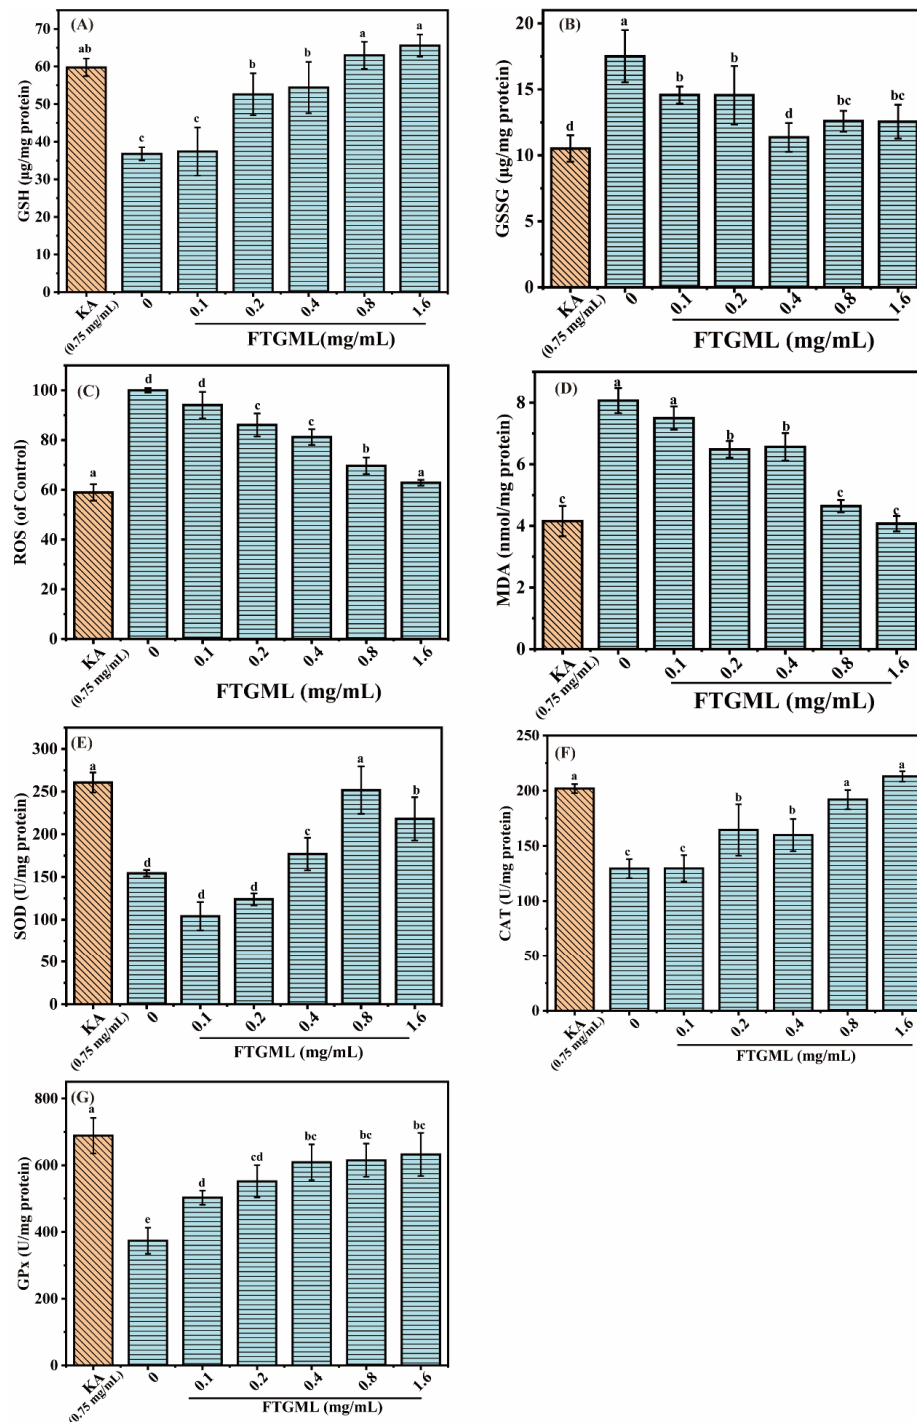 (A)
GSH (μg/mg protein)
70
60
50
40
30
20
10
0
ab
c
c
b
b
a
a
KA
(0.75 mg/mL)
0
0.1
0.2
0.4
0.8
1.6
FTGML(mg/mL)
(B)
GSSG (μg/mg protein)
20
15
10
5
0
d
a
b
b
d
bc
bc
KA
(0.75 mg/mL)
0
0.1
0.2
0.4
0.8
1.6
FTGML (mg/mL)
(C)
ROS (of Control)
100
80
60
40
20
0
a
d
d
c
c
b
a
KA
(0.75 mg/mL)
0
0.1
0.2
0.4
0.8
1.6
FTGML (mg/mL)
(D)
MDA (nmol/mg protein)
8
6
4
2
0
c
a
a
b
b
c
c
KA
(0.75 mg/mL)
0
0.1
0.2
0.4
0.8
1.6
FTGML (mg/mL)
(E)
SOD (U/mg protein)
300
250
200
150
100
50
0
a
d
d
d
c
a
b
KA
(0.75 mg/mL)
0
0.1
0.2
0.4
0.8
1.6
FTGML (mg/mL)
(F)
CAT (U/mg protein)
250
200
150
100
50
0
a
c
c
b
b
a
a
KA
(0.75 mg/mL)
0
0.1
0.2
0.4
0.8
1.6
FTGML (mg/mL)
(G)
GPx (U/mg protein)
800
600
400
200
0
a
e
d
cd
bc
bc
bc
KA
(0.75 mg/mL)
0
0.1
0.2
0.4
0.8
1.6
FTGML (mg/mL)